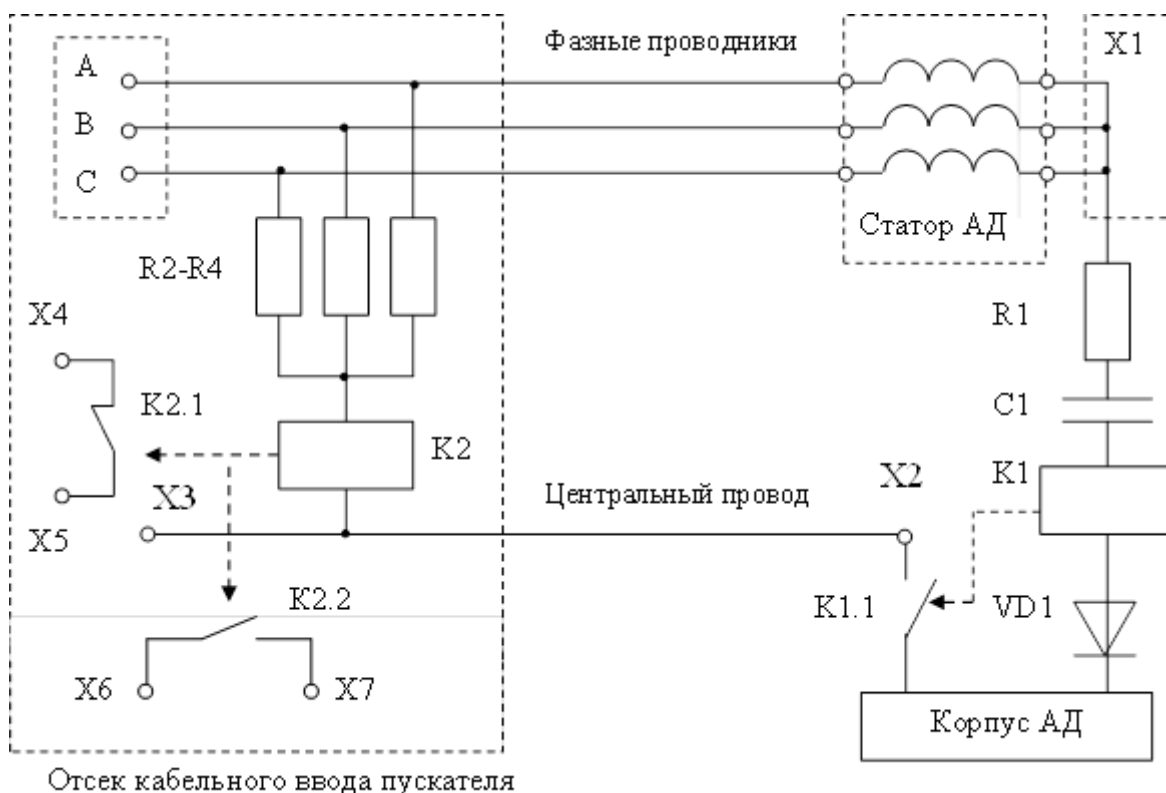 Фазные проводники
X1
A
B
C
Статор АД
R2-R4
R1
X4
C1
K2.1
K2
K1
X3
Центральный провод
X2
X5
K2.2
K1.1
VD1
X6
X7
Корпус АД
Отсек кабельного ввода пускателя